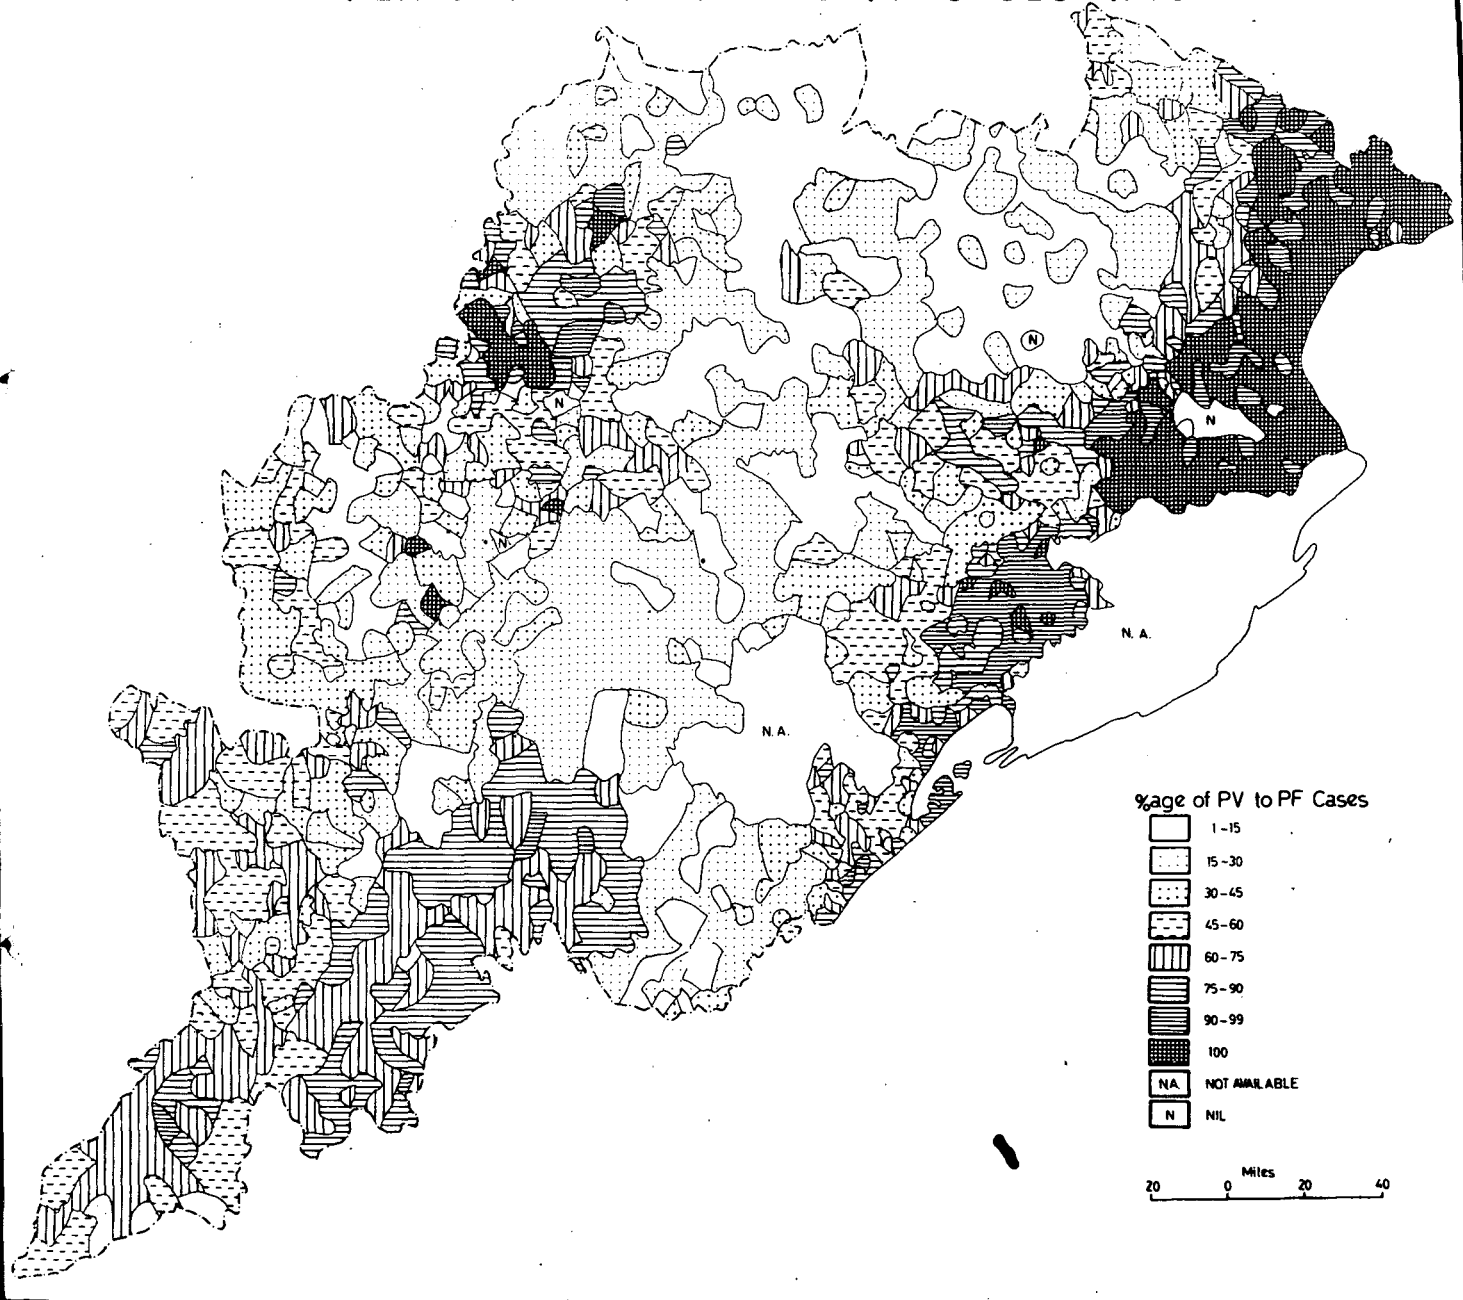 N
N
N
N
N.A.
N.A.
%age of PV to PF Cases
1-15
15-30
30-45
45-60
60-75
75-90
90-99
100
NA NOT AVAILABLE
N NIL
Miles
20 0 20 40